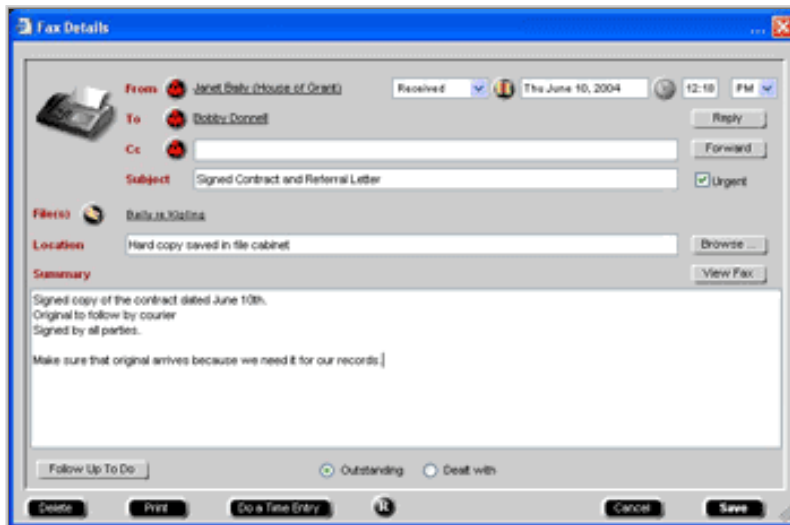 Fax Details
From Janet Baily (House of Grant) Received Thu June 10, 2004 12:18 PM
To Bobby Donnell Reply
Cc Forward
Subject Signed Contract and Referral Letter Urgent
File(s) Baily n. Kipling
Location Hard copy saved in file cabinet Browse ...
Summary View Fax
Signed copy of the contract dated June 10th.
Original to follow by courier
Signed by all parties.
Make sure that original arrives because we need it for our records.
Follow Up To Do Outstanding Dealt with
Delete Print Do a Time Entry R Cancel Save